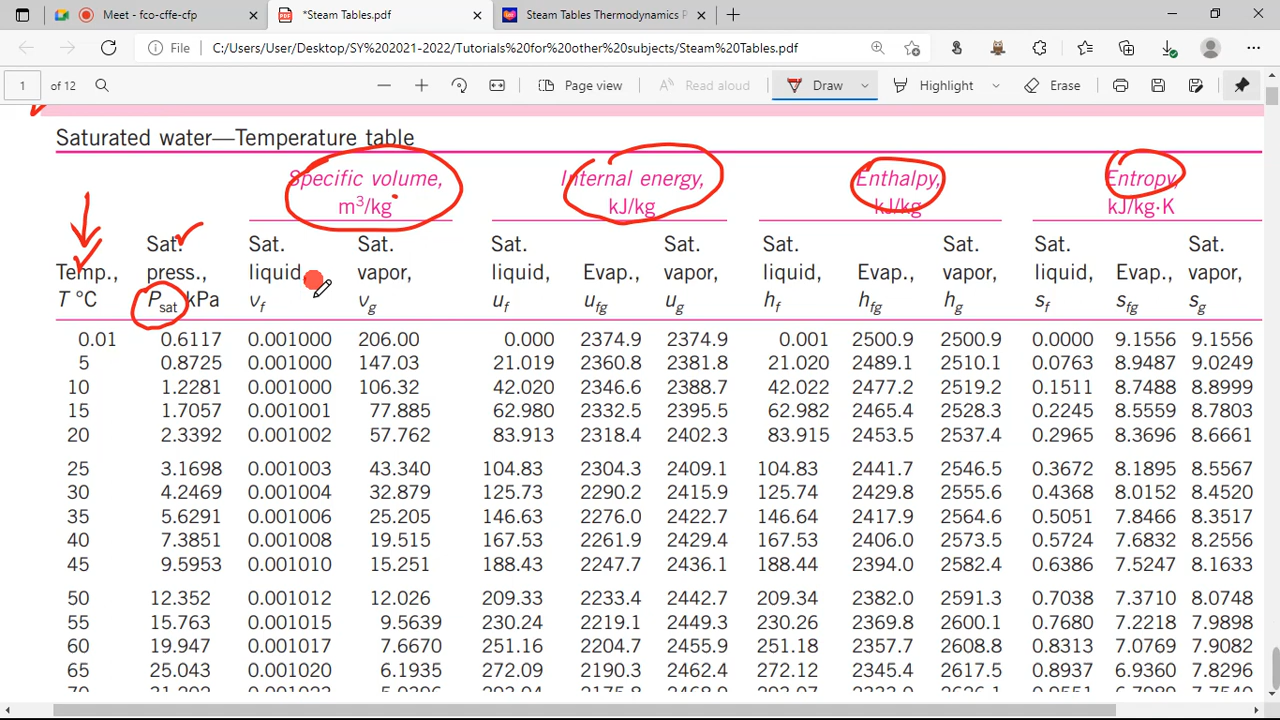 Meet - fco-cffe-cfp
*Steam Tables.pdf
Steam Tables Thermodynamics P
File C:/Users/User/Desktop/SY%202021-2022/Tutorials%20for%20other%20subjects/Steam%20Tables.pdf
1 of 12 Page view Read aloud Draw Highlight Erase
Saturated water—Temperature table
Specific volume, Internal energy, Enthalpy, Entropy,
m³/kg kJ/kg kJ/kg kJ/kg·K
Sat. Sat. Sat. Sat. Sat. Sat. Sat. Sat. Sat.
Temp., press., liquid, vapor, liquid, Evap., vapor, liquid, Evap., vapor, liquid, Evap., vapor,
T °C Psat kPa vf vg uf ufg ug hf hfg hg sf sfg sg
0.01 0.6117 0.001000 206.00 0.000 2374.9 2374.9 0.001 2500.9 2500.9 0.0000 9.1556 9.1556
5 0.8725 0.001000 147.03 21.019 2360.8 2381.8 21.020 2489.1 2510.1 0.0763 8.9487 9.0249
10 1.2281 0.001000 106.32 42.020 2346.6 2388.7 42.022 2477.2 2519.2 0.1511 8.7488 8.8999
15 1.7057 0.001001 77.885 62.980 2332.5 2395.5 62.982 2465.4 2528.3 0.2245 8.5559 8.7803
20 2.3392 0.001002 57.762 83.913 2318.4 2402.3 83.915 2453.5 2537.4 0.2965 8.3696 8.6661
25 3.1698 0.001003 43.340 104.83 2304.3 2409.1 104.83 2441.7 2546.5 0.3672 8.1895 8.5567
30 4.2469 0.001004 32.879 125.73 2290.2 2415.9 125.74 2429.8 2555.6 0.4368 8.0152 8.4520
35 5.6291 0.001006 25.205 146.63 2276.0 2422.7 146.64 2417.9 2564.6 0.5051 7.8466 8.3517
40 7.3851 0.001008 19.515 167.53 2261.9 2429.4 167.53 2406.0 2573.5 0.5724 7.6832 8.2556
45 9.5953 0.001010 15.251 188.43 2247.7 2436.1 188.44 2394.0 2582.4 0.6386 7.5247 8.1633
50 12.352 0.001012 12.026 209.33 2233.4 2442.7 209.34 2382.0 2591.3 0.7038 7.3710 8.0748
55 15.763 0.001015 9.5639 230.24 2219.1 2449.3 230.26 2369.8 2600.1 0.7680 7.2218 7.9898
60 19.947 0.001017 7.6670 251.16 2204.7 2455.9 251.18 2357.7 2608.8 0.8313 7.0769 7.9082
65 25.043 0.001020 6.1935 272.09 2190.3 2462.4 272.12 2345.4 2617.5 0.8937 6.9360 7.8296